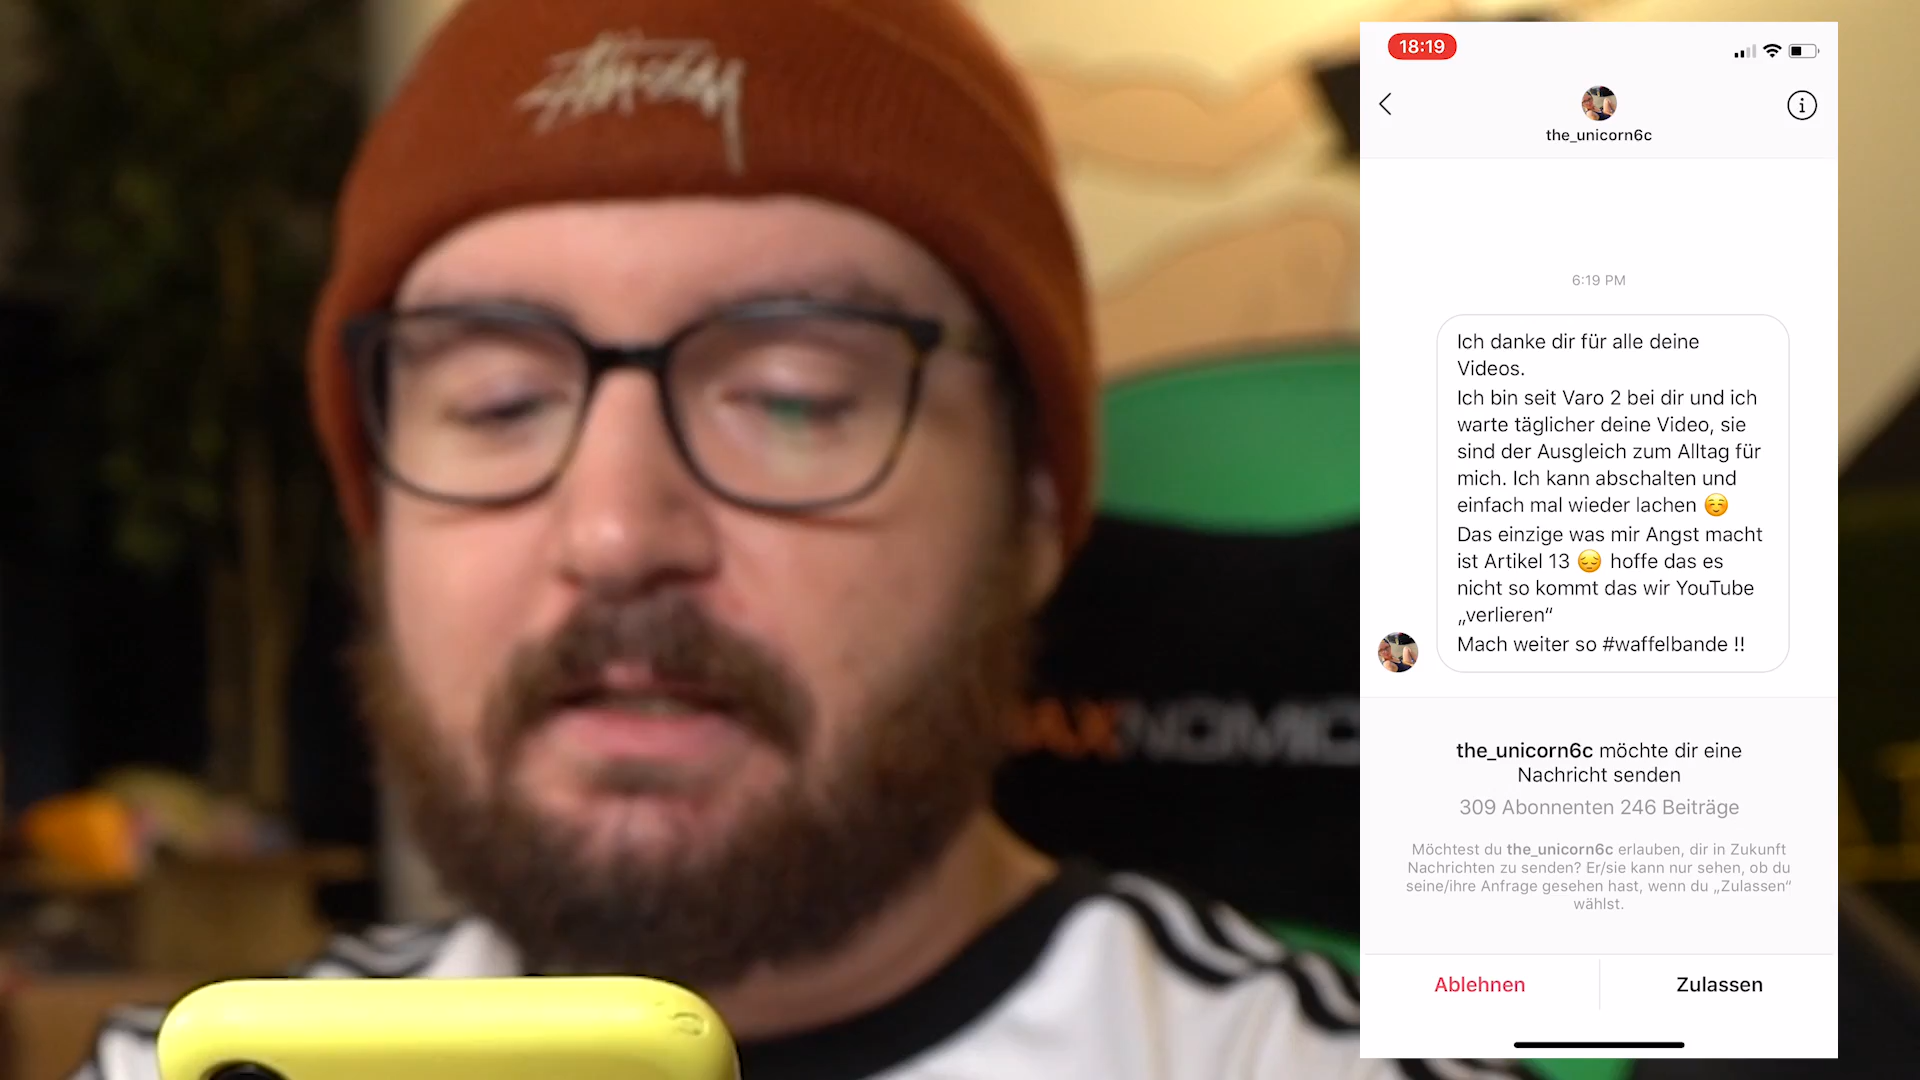 Stüssy
18:19
the_unicorn6c
6:19 PM
Ich danke dir für alle deine
Videos.
Ich bin seit Varo 2 bei dir und ich
warte täglicher deine Video, sie
sind der Ausgleich zum Alltag für
mich. Ich kann abschalten und
einfach mal wieder lachen ☺️
Das einzige was mir Angst macht
ist Artikel 13 😔 hoffe das es
nicht so kommt das wir YouTube
„verlieren“
Mach weiter so #waffelbande !!
AXNOMIC
the_unicorn6c möchte dir eine
Nachricht senden
309 Abonnenten 246 Beiträge
Möchtest du the_unicorn6c erlauben, dir in Zukunft
Nachrichten zu senden? Er/sie kann nur sehen, ob du
seine/ihre Anfrage gesehen hast, wenn du „Zulassen“
wählst.
Ablehnen
Zulassen